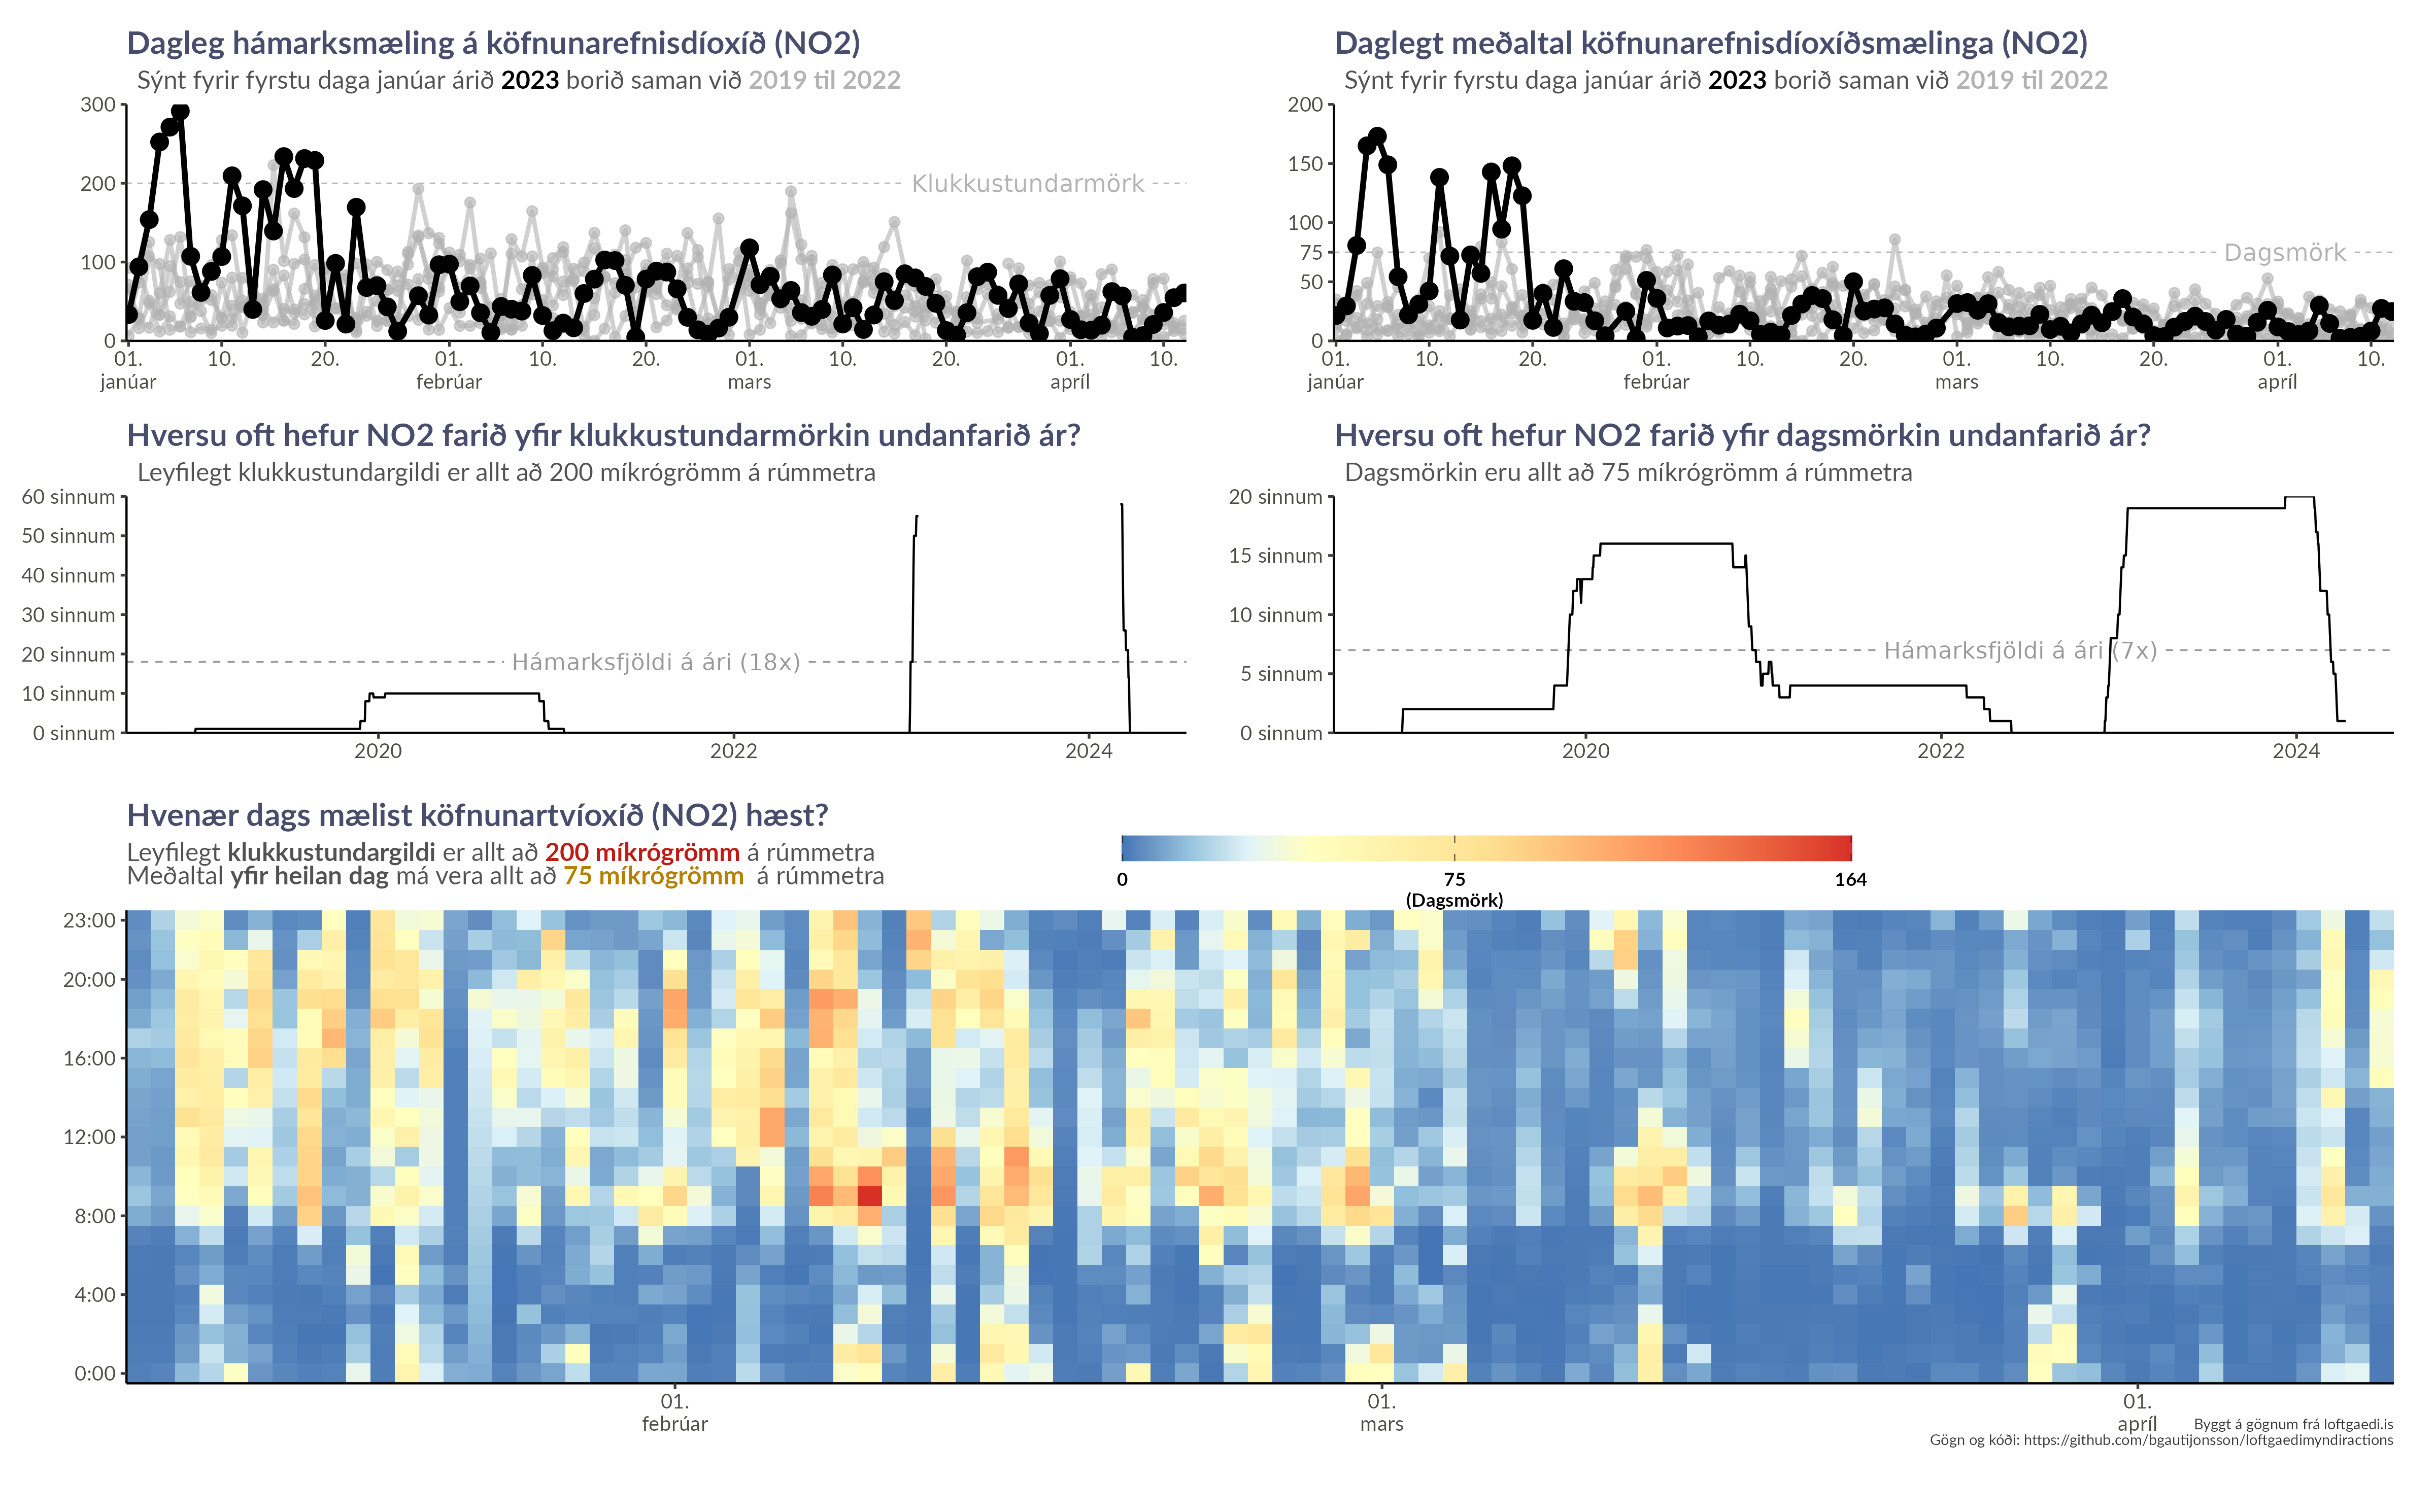 Dagleg hámarksmæling á köfnunarefnisdíoxíð (NO2)
Sýnt fyrir fyrstu daga janúar árið 2023 borið saman við 2019 til 2022
300
200
100
0
Klukkustundarmörk
01. 10. 20. 01. 10. 20. 01. 10. 20. 01. 10.
janúar febrúar mars apríl
Daglegt meðaltal köfnunarefnisdíoxíðsmælinga (NO2)
Sýnt fyrir fyrstu daga janúar árið 2023 borið saman við 2019 til 2022
200
150
100
75
50
0
Dagsmörk
01. 10. 20. 01. 10. 20. 01. 10. 20. 01. 10.
janúar febrúar mars apríl
Hversu oft hefur NO2 farið yfir klukkustundarmörkin undanfarið ár?
Leyfilegt klukkustundargildi er allt að 200 míkrógrömm á rúmmetra
60 sinnum
50 sinnum
40 sinnum
30 sinnum
20 sinnum
10 sinnum
0 sinnum
Hámarksfjöldi á ári (18x)
2020 2022 2024
Hversu oft hefur NO2 farið yfir dagsmörkin undanfarið ár?
Dagsmörkin eru allt að 75 míkrógrömm á rúmmetra
20 sinnum
15 sinnum
10 sinnum
5 sinnum
0 sinnum
Hámarksfjöldi á ári (7x)
2020 2022 2024
Hvenær dags mælist köfnunartvíoxíð (NO2) hæst?
Leyfilegt klukkustundargildi er allt að 200 míkrógrömm á rúmmetra
Meðaltal yfir heilan dag má vera allt að 75 míkrógrömm á rúmmetra
0 75 164
(Dagsmörk)
23:00
20:00
16:00
12:00
8:00
4:00
0:00
01. 01. 01.
febrúar mars apríl
Byggt á gögnum frá loftgaedi.is
Gögn og kóði: https://github.com/bgautijonsson/loftgaedimyndiractions